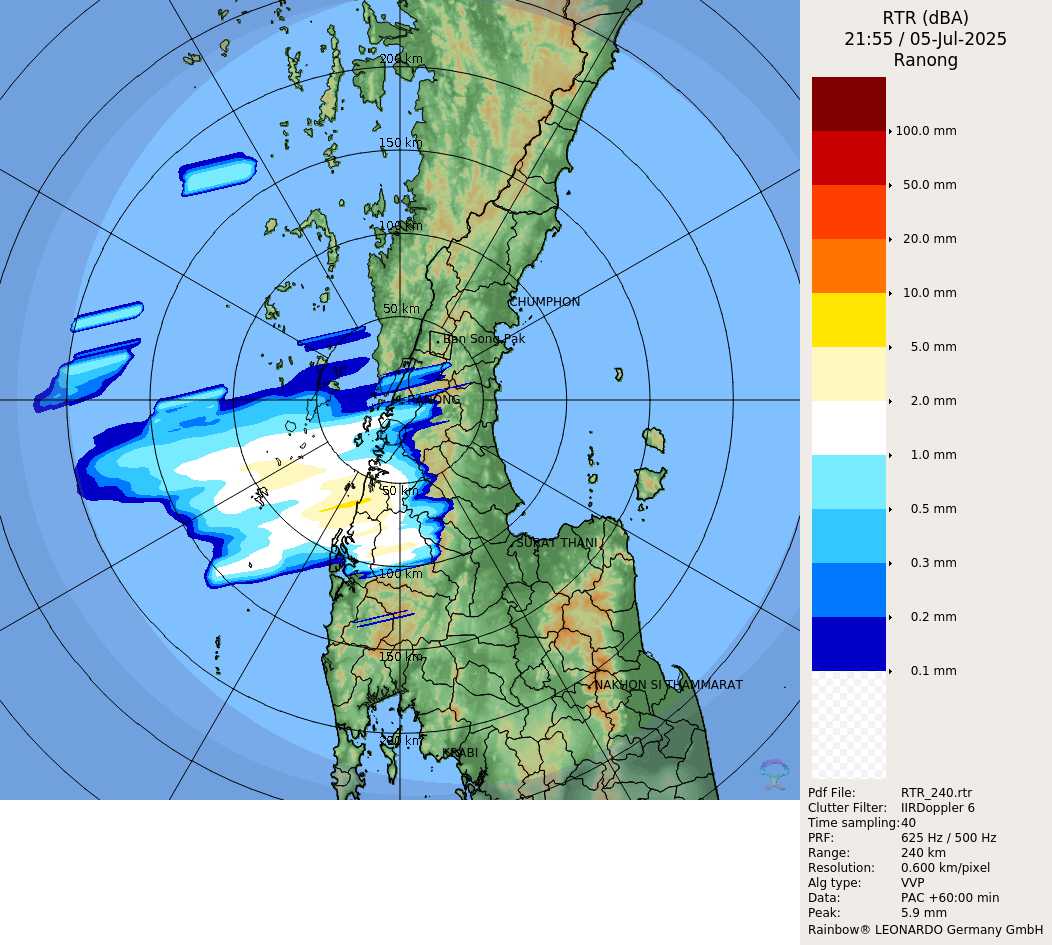 RTR (dBA)
21:55 / 05-Jul-2025
Ranong
100.0 mm
50.0 mm
20.0 mm
10.0 mm
5.0 mm
2.0 mm
1.0 mm
0.5 mm
0.3 mm
0.2 mm
0.1 mm
200 km
150 km
100 km
50 km
CHUMPHON
Ban Song Pak
RANONG
50 km
SURAT THANI
100 km
150 km
NAKHON SI THAMMARAT
200 km
KRABI
Pdf File: RTR_240.rtr
Clutter Filter: IIRDoppler 6
Time sampling:40
PRF: 625 Hz / 500 Hz
Range: 240 km
Resolution: 0.600 km/pixel
Alg type: VVP
Data: PAC +60:00 min
Peak: 5.9 mm
Rainbow® LEONARDO Germany GmbH